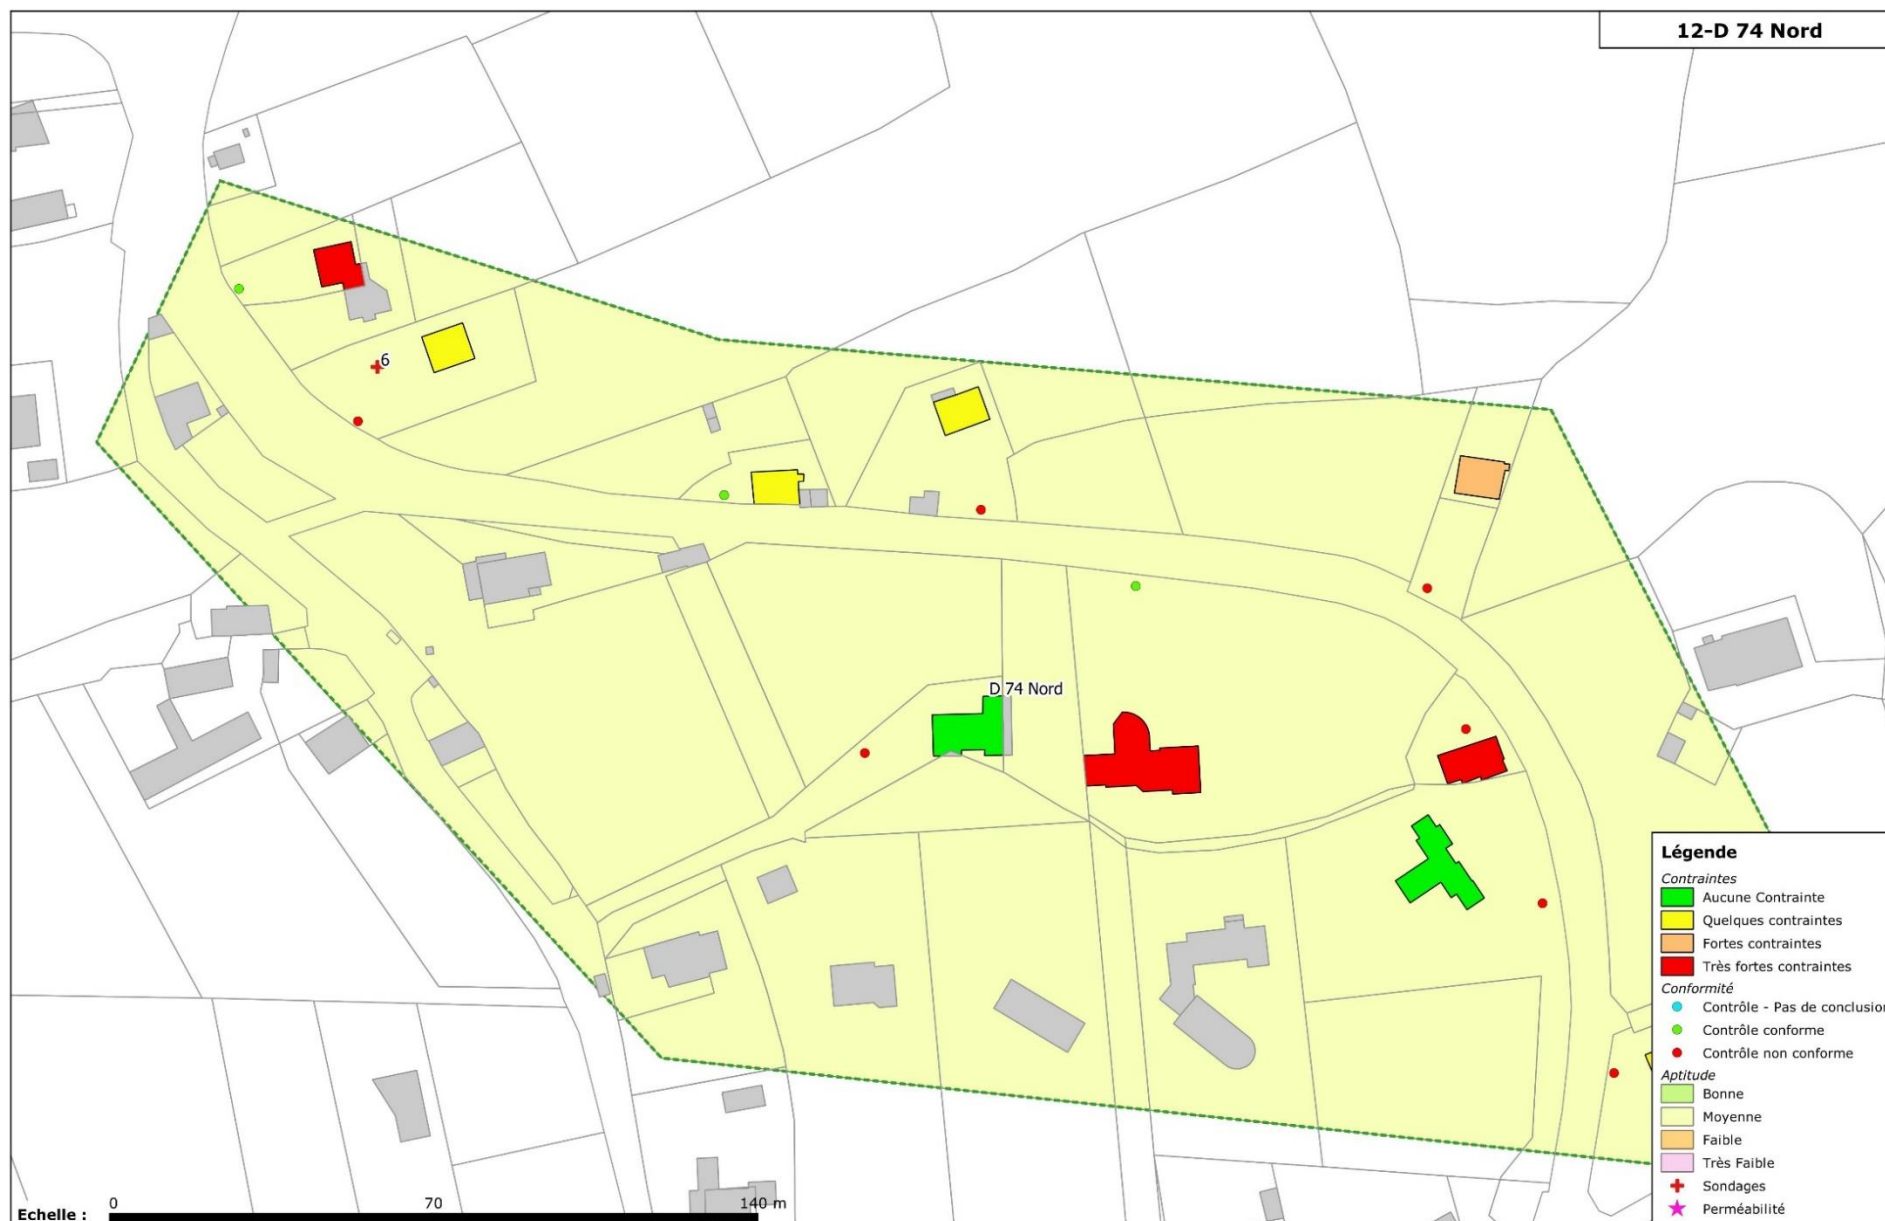 12-D 74 Nord
6
D 74 Nord
Légende
Contraintes
Aucune Contrainte
Quelques contraintes
Fortes contraintes
Très fortes contraintes
Conformité
Contrôle - Pas de conclusion
Contrôle conforme
Contrôle non conforme
Aptitude
Bonne
Moyenne
Faible
Très Faible
Sondages
Perméabilité
Echelle :
0 70 140 m